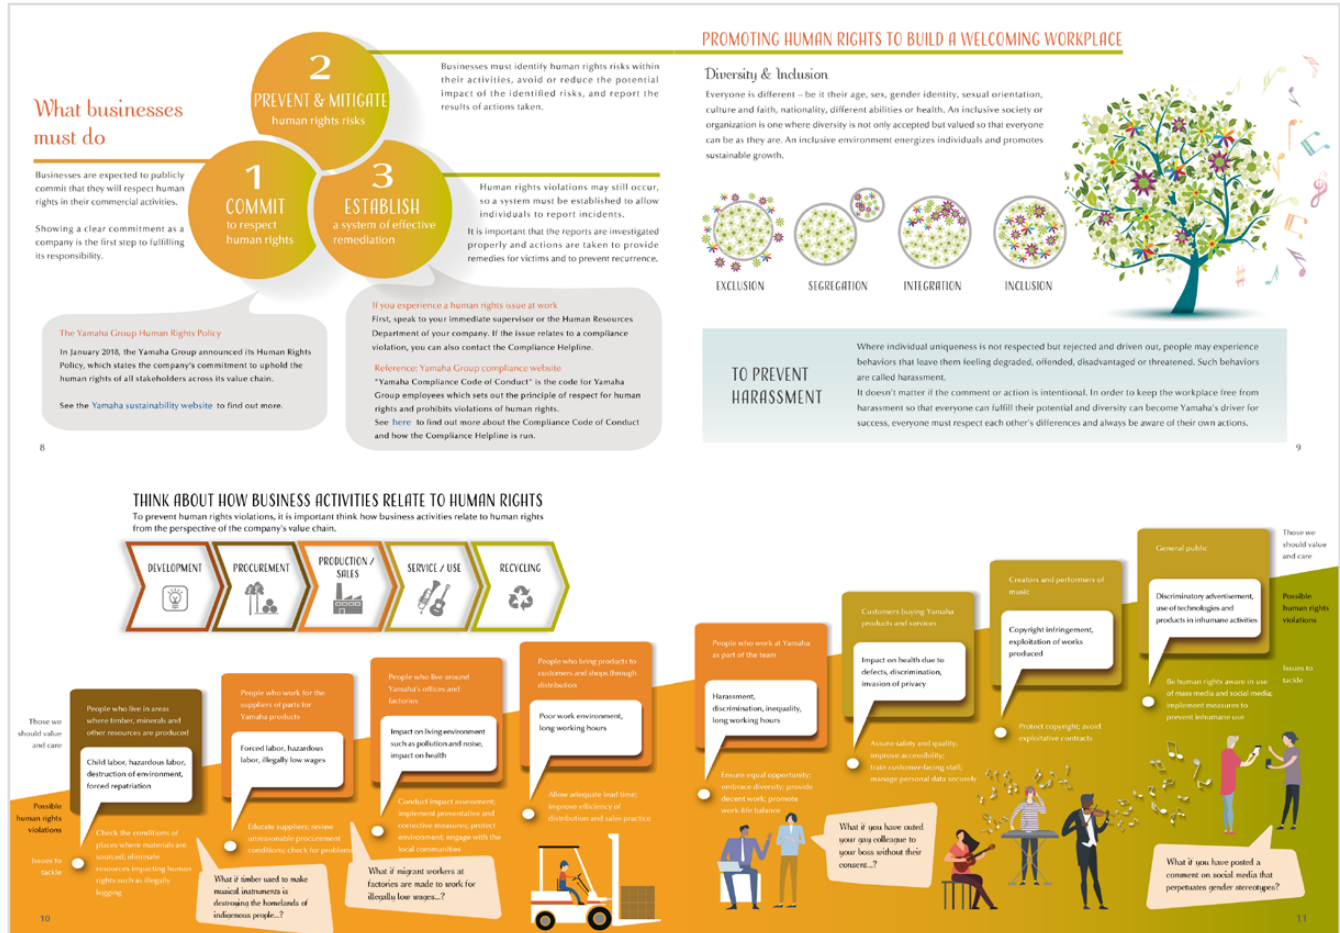 What businesses
must do
Businesses are expected to publicly
commit that they will respect human
rights in their commercial activities.
Showing a clear commitment as a
company is the first step to fulfilling
its responsibility.
2
PREVENT & MITIGATE
human rights risks
1
COMMIT
to respect
human rights
3
ESTABLISH
a system of effective
remediation
Businesses must identify human rights risks within
their activities, avoid or reduce the potential
impact of the identified risks, and report the
results of actions taken.
Human rights violations may still occur,
so a system must be established to allow
individuals to report incidents.
It is important that the reports are investigated
properly and actions are taken to provide
remedies for victims and to prevent recurrence.
The Yamaha Group Human Rights Policy
In January 2018, the Yamaha Group announced its Human Rights
Policy, which states the company's commitment to uphold the
human rights of all stakeholders across its value chain.
See the Yamaha sustainability website to find out more.
If you experience a human rights issue at work
First, speak to your immediate supervisor or the Human Resources
Department of your company. If the issue relates to a compliance
violation, you can also contact the Compliance Helpline.
Reference: Yamaha Group compliance website
"Yamaha Compliance Code of Conduct" is the code for Yamaha
Group employees which sets out the principle of respect for human
rights and prohibits violations of human rights.
See here to find out more about the Compliance Code of Conduct
and how the Compliance Helpline is run.
8
PROMOTING HUMAN RIGHTS TO BUILD A WELCOMING WORKPLACE
Diversity & Inclusion
Everyone is different – be it their age, sex, gender identity, sexual orientation,
culture and faith, nationality, different abilities or health. An inclusive society or
organization is one where diversity is not only accepted but valued so that everyone
can be as they are. An inclusive environment energizes individuals and promotes
sustainable growth.
EXCLUSION
SEGREGATION
INTEGRATION
INCLUSION
TO PREVENT
HARASSMENT
Where individual uniqueness is not respected but rejected and driven out, people may experience
behaviors that leave them feeling degraded, offended, disadvantaged or threatened. Such behaviors
are called harassment.
It doesn't matter if the comment or action is intentional. In order to keep the workplace free from
harassment so that everyone can fulfill their potential and diversity can become Yamaha's driver for
success, everyone must respect each other's differences and always be aware of their own actions.
9
THINK ABOUT HOW BUSINESS ACTIVITIES RELATE TO HUMAN RIGHTS
To prevent human rights violations, it is important think how business activities relate to human rights
from the perspective of the company's value chain.
DEVELOPMENT
PROCUREMENT
PRODUCTION /
SALES
SERVICE / USE
RECYCLING
Those we
should value
and care
Possible
human rights
violations
Issues to
tackle
People who live in areas
where timber, minerals and
other resources are produced
Child labor, hazardous labor,
destruction of environment,
forced repatriation
Check the conditions of
places where materials are
sourced; eliminate
resources impacting human
rights such as illegally
logging
People who work for the
suppliers of parts for
Yamaha products
Forced labor, hazardous
labor, illegally low wages
Educate suppliers; review
unreasonable procurement
conditions; check for problems
What if timber used to make
musical instruments is
destroying the homelands of
indigenous people...?
People who live around
Yamaha's offices and
factories
Impact on living environment
such as pollution and noise,
impact on health
Conduct impact assessment;
implement preventative and
corrective measures; protect
environment; engage with the
local communities
What if migrant workers at
factories are made to work for
illegally low wages...?
People who bring products to
customers and shops through
distribution
Poor work environment,
long working hours
Allow adequate lead time;
improve efficiency of
distribution and sales practice
10
People who work at Yamaha
as part of the team
Harassment,
discrimination, inequality,
long working hours
Ensure equal opportunity;
embrace diversity; provide
decent work; promote
work-life balance
What if you have outed
your gay colleague to
your boss without their
consent...?
Customers buying Yamaha
products and services
Impact on health due to
defects, discrimination,
invasion of privacy
Assure safety and quality;
improve accessibility;
train customer-facing staff;
manage personal data securely
Creators and performers of
music
Copyright infringement,
exploitation of works
produced
Protect copyright; avoid
exploitative contracts
General public
Discriminatory advertisement,
use of technologies and
products in inhumane activities
Be human rights aware in use
of mass media and social media;
implement measures to
prevent inhumane use
What if you have posted a
comment on social media that
perpetuates gender stereotypes?
Those we
should value
and care
Possible
human rights
violations
Issues to
tackle
11